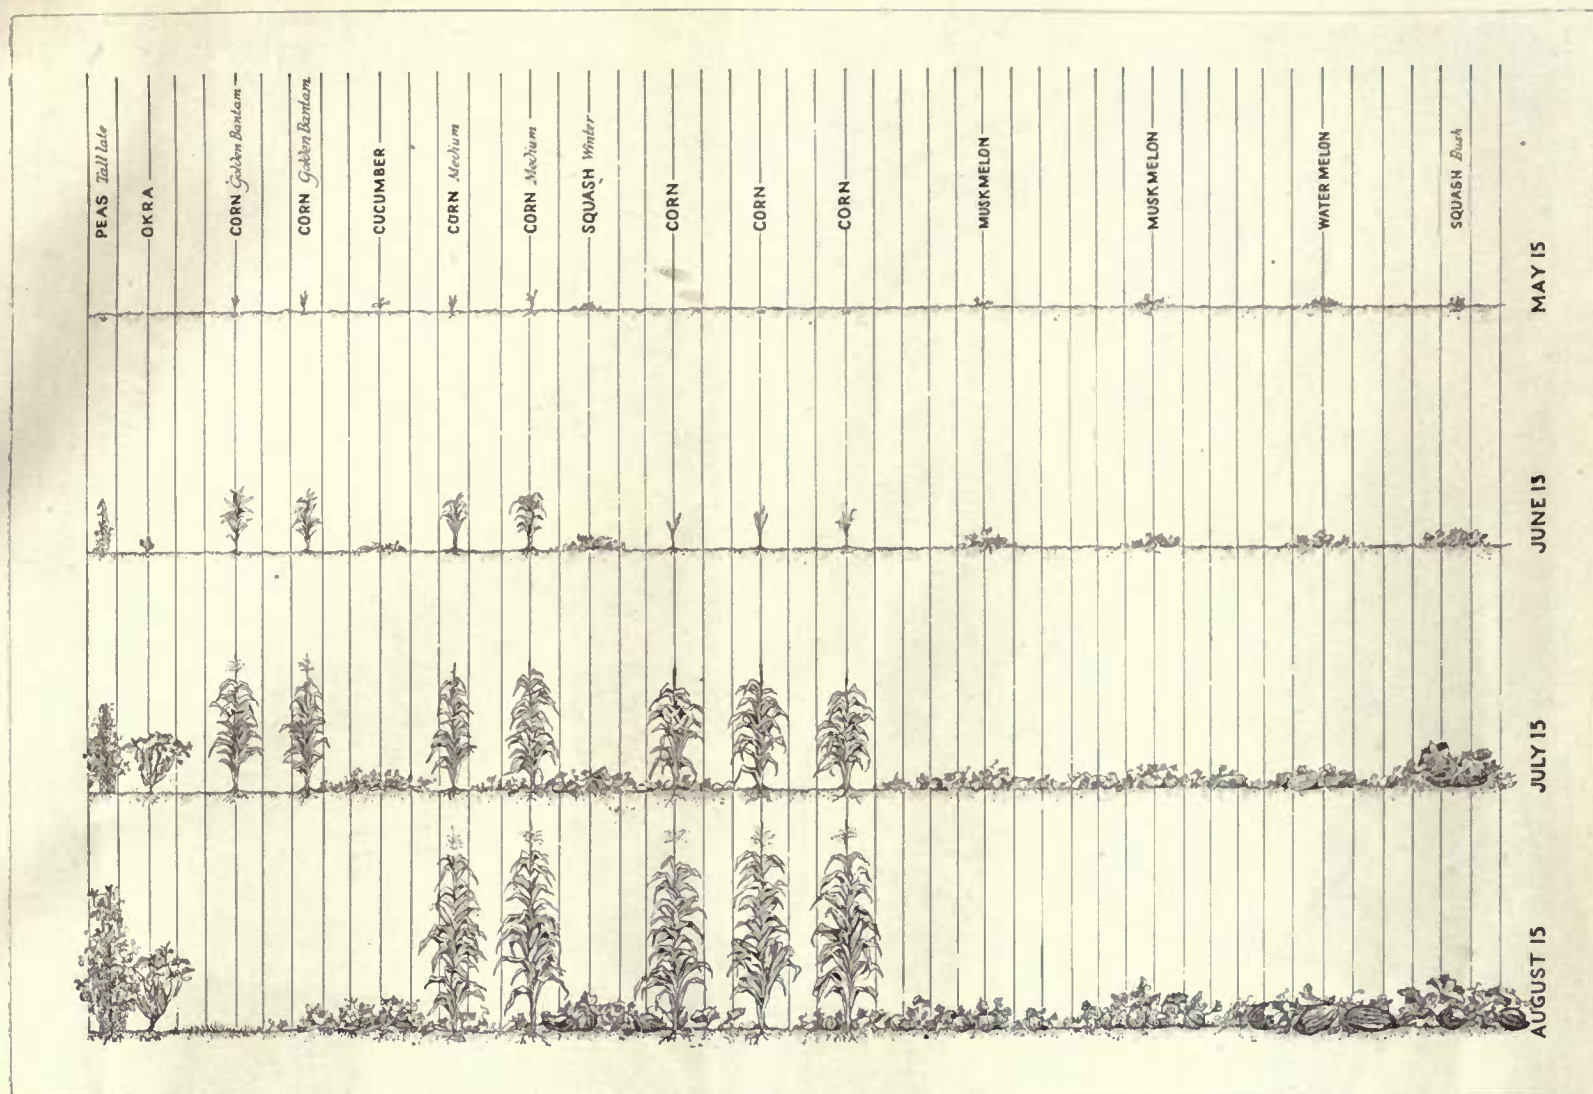 PEAS Tall late
OKRA
CORN Golden Bantam
CORN Golden Bantam
CUCUMBER
CORN Medium
CORN Medium
SQUASH Winter
CORN
CORN
CORN
MUSKMELON
MUSKMELON
WATERMELON
SQUASH Bush
MAY 15
JUNE 15
JULY 15
AUGUST 15